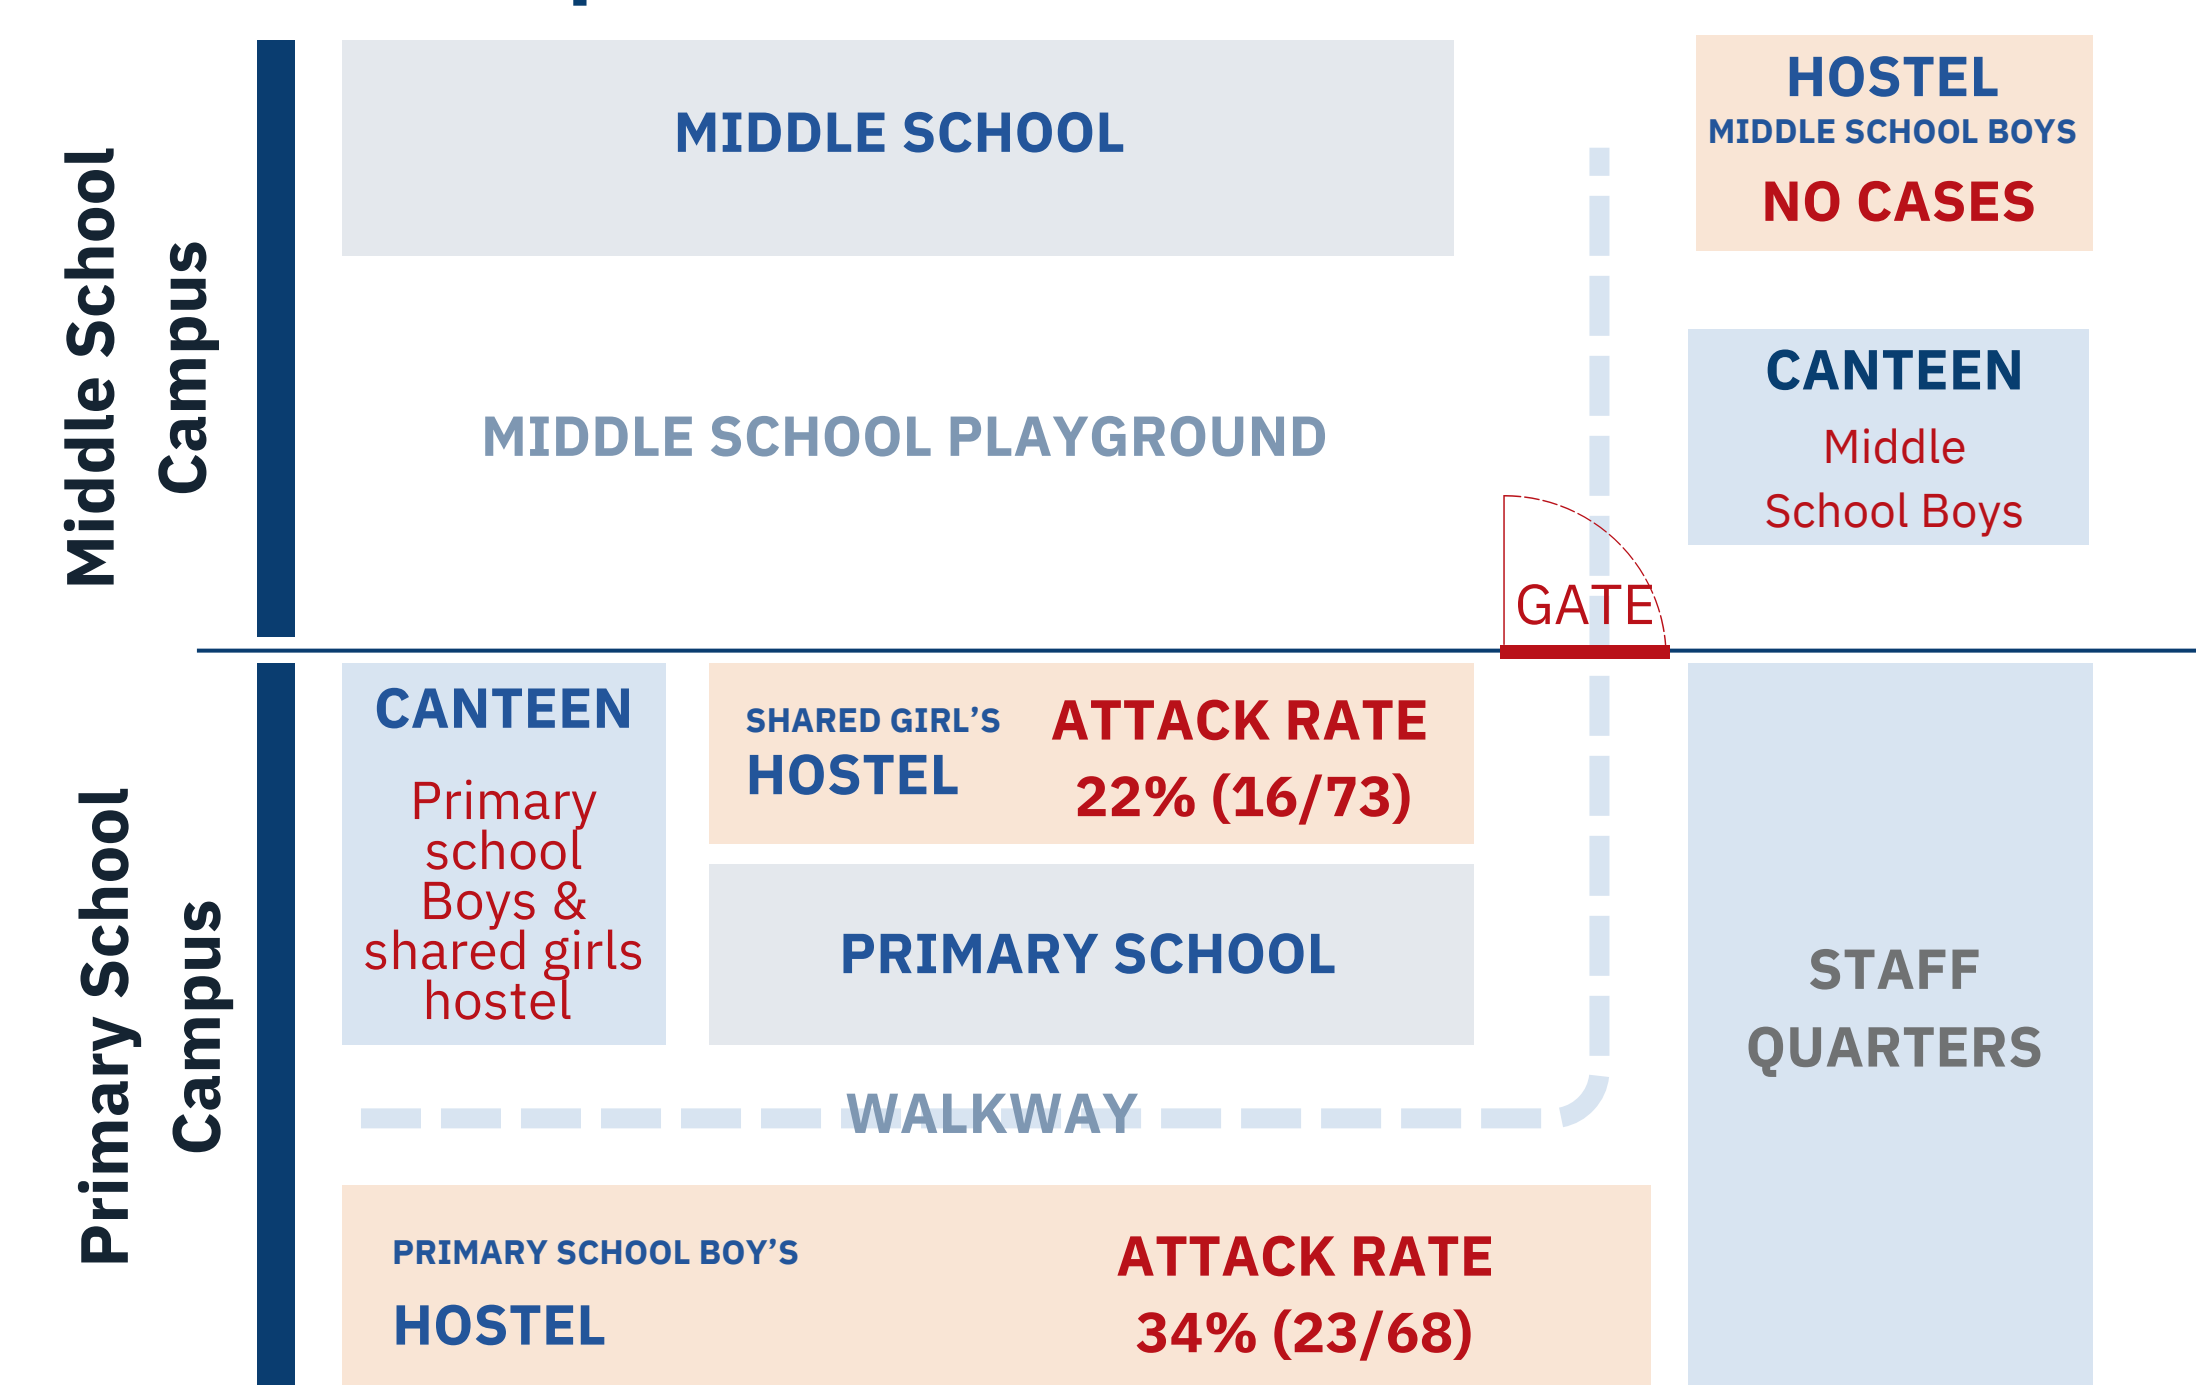 Middle School
Campus
MIDDLE SCHOOL
HOSTEL
MIDDLE SCHOOL BOYS
NO CASES
MIDDLE SCHOOL PLAYGROUND
CANTEEN
Middle
School Boys
GATE
Primary School
Campus
CANTEEN
Primary
school
Boys &
shared girls
hostel
SHARED GIRL’S
HOSTEL
ATTACK RATE
22% (16/73)
PRIMARY SCHOOL
STAFF
QUARTERS
WALKWAY
PRIMARY SCHOOL BOY’S
HOSTEL
ATTACK RATE
34% (23/68)